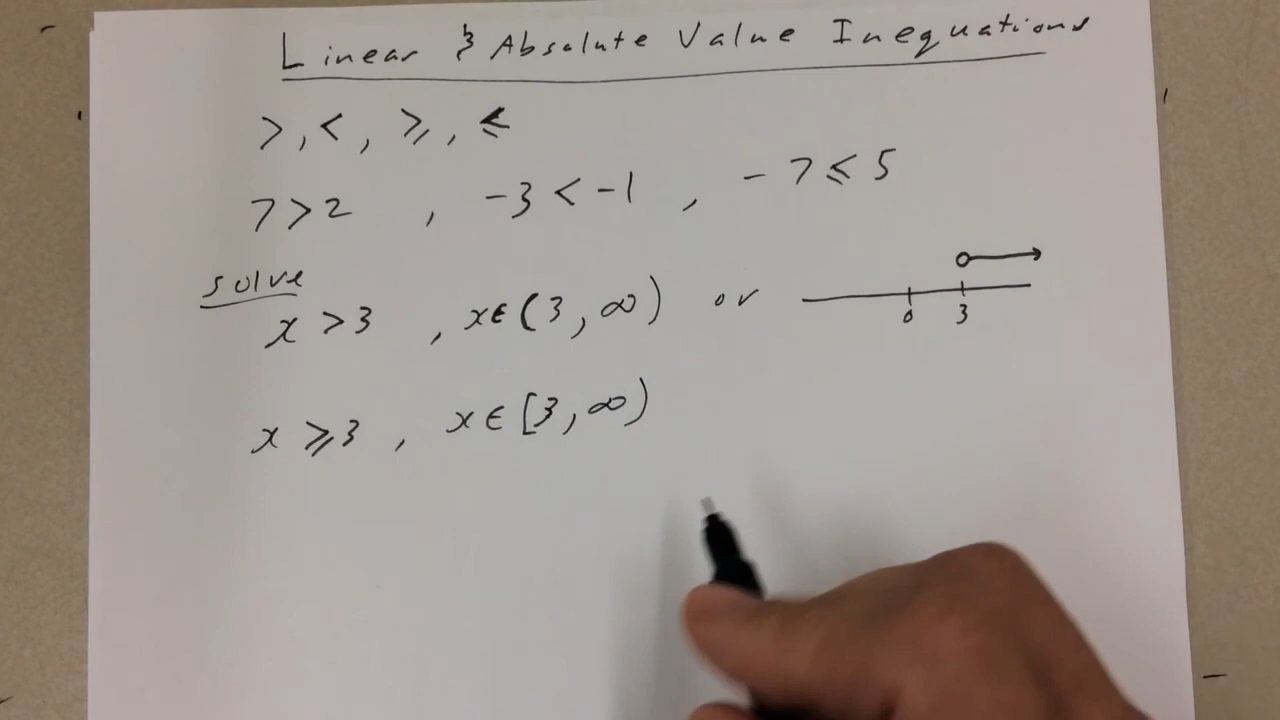 Linear & Absolute Value Inequations
>, <, ⩾, ⩽
7 > 2 , -3 < -1 , -7 ⩽ 5
solve
x > 3 , x ∈ (3, ∞) or
0 3
x ⩾ 3 , x ∈ [3, ∞)